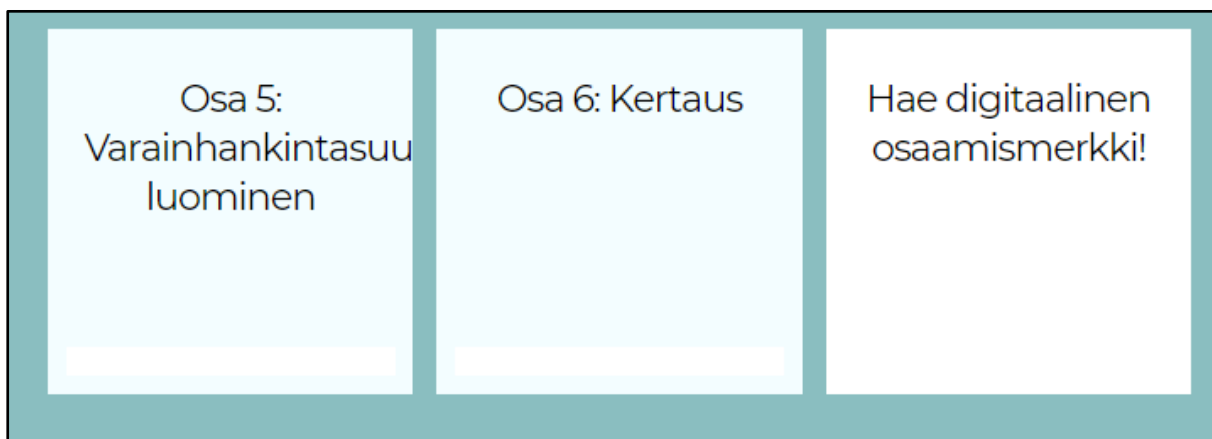 Osa 5:
Varainhankintasuu
luominen
Osa 6: Kertaus
Hae digitaalinen
osaamismerkki!